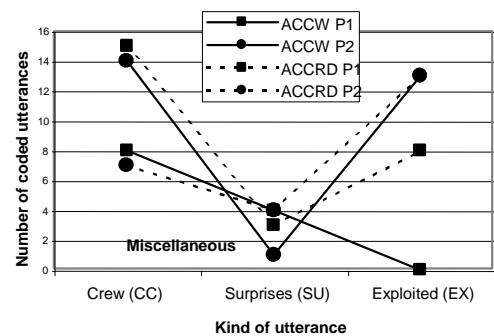 ACCW P1
ACCW P2
ACCRD P1
ACCRD P2
Number of coded utterances
16
14
12
10
8
6
4
2
0
Miscellaneous
Crew (CC)
Surprises (SU)
Exploited (EX)
Kind of utterance